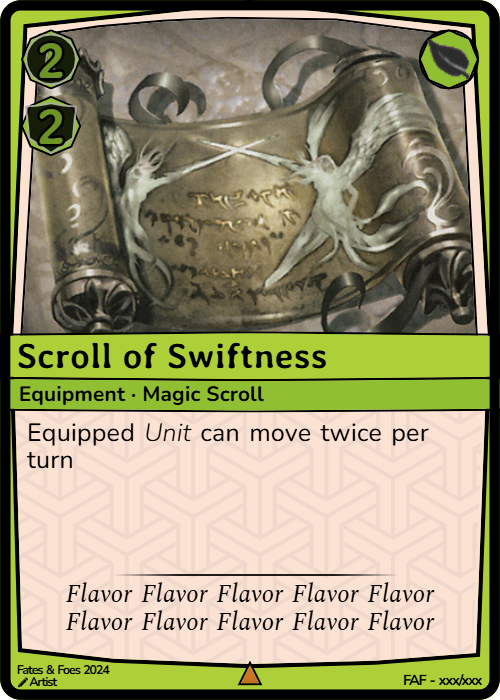 2
2
Scroll of Swiftness
Equipment · Magic Scroll
Equipped Unit can move twice per
turn
Flavor Flavor Flavor Flavor Flavor
Flavor Flavor Flavor Flavor Flavor
Fates & Foes 2024
Artist
FAF - xxx/xxx